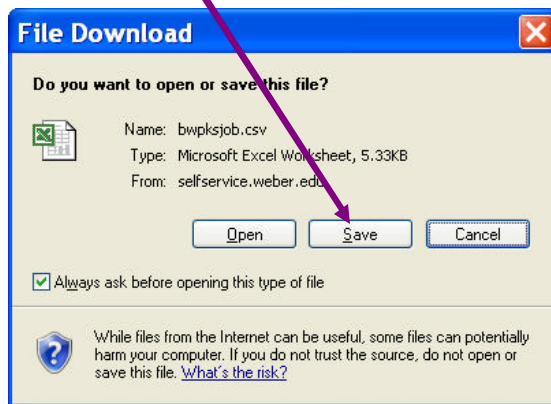 File Download
Do you want to open or save this file?
Name: bwpksjob.csv
Type: Microsoft Excel Worksheet, 5.33KB
From: selfservice.weber.edu
Open Save Cancel
Always ask before opening this type of file
While files from the Internet can be useful, some files can potentially
harm your computer. If you do not trust the source, do not open or
save this file. What's the risk?